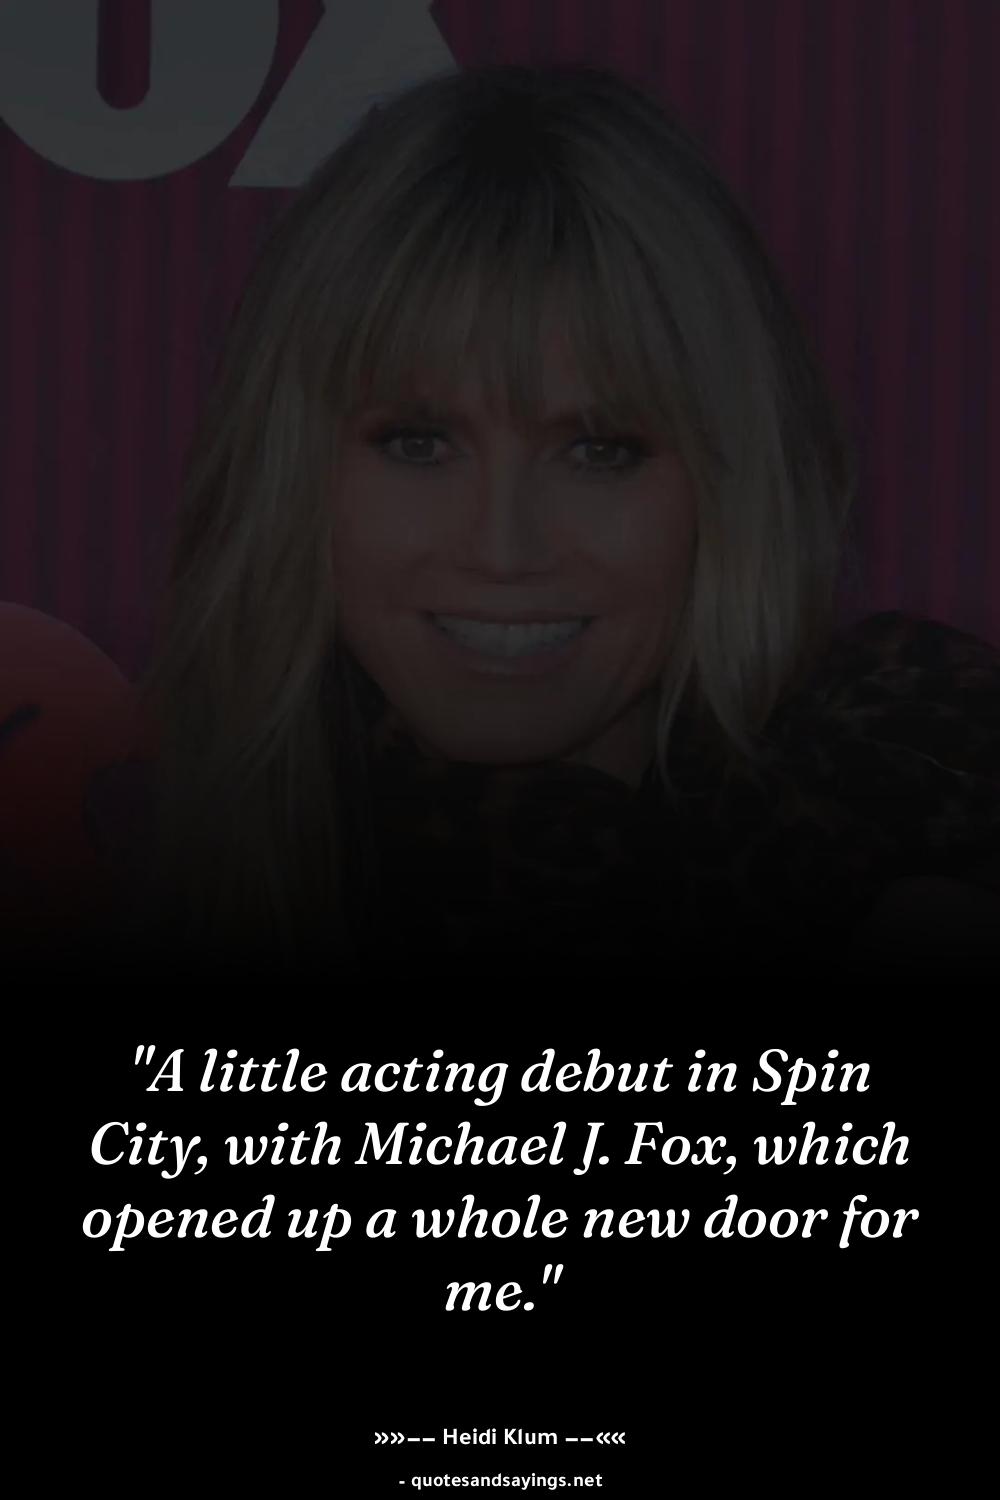 "A little acting debut in Spin
City, with Michael J. Fox, which
opened up a whole new door for
me."
»»−− Heidi Klum −−««
- quotesandsayings.net